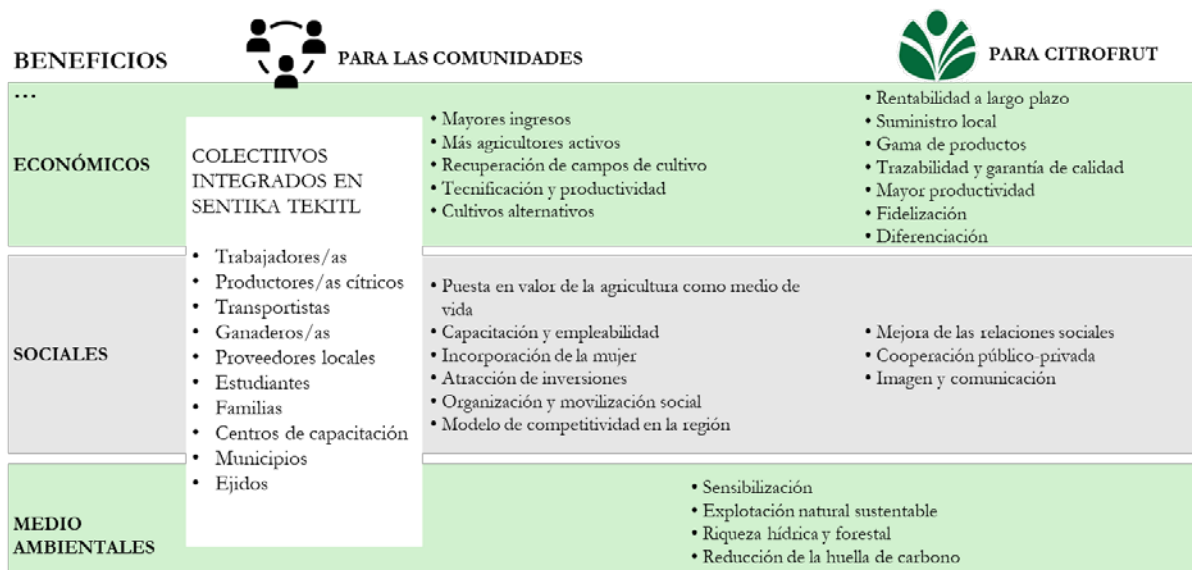 BENEFICIOS
…
PARA LAS COMUNIDADES
PARA CITROFRUT
ECONÓMICOS
COLECTIIVOS
INTEGRADOS EN
SENTIKA TEKITL
• Trabajadores/as
• Productores/as cítricos
• Transportistas
• Ganaderos/as
• Proveedores locales
• Estudiantes
• Familias
• Centros de capacitación
• Municipios
• Ejidos
• Mayores ingresos
• Más agricultores activos
• Recuperación de campos de cultivo
• Tecnificación y productividad
• Cultivos alternativos
• Rentabilidad a largo plazo
• Suministro local
• Gama de productos
• Trazabilidad y garantía de calidad
• Mayor productividad
• Fidelización
• Diferenciación
SOCIALES
• Puesta en valor de la agricultura como medio de
vida
• Capacitación y empleabilidad
• Incorporación de la mujer
• Atracción de inversiones
• Organización y movilización social
• Modelo de competitividad en la región
• Mejora de las relaciones sociales
• Cooperación público-privada
• Imagen y comunicación
MEDIO
AMBIENTALES
• Sensibilización
• Explotación natural sustentable
• Riqueza hídrica y forestal
• Reducción de la huella de carbono